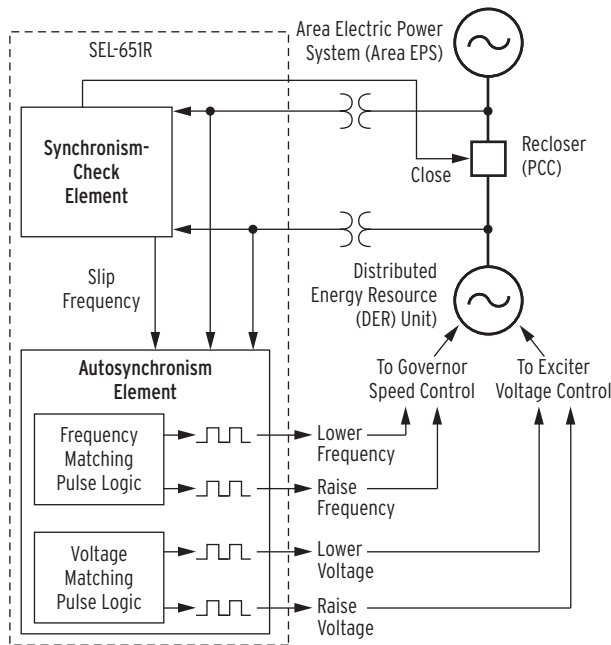 SEL-651R
Area Electric Power
System (Area EPS)
Synchronism-
Check
Element
Recloser
(PCC)
Close
Slip
Frequency
Distributed
Energy Resource
(DER) Unit)
Autosynchronism
Element
To Governor
Speed Control
To Exciter
Voltage Control
Frequency
Matching
Pulse Logic
Lower
Frequency
Raise
Frequency
Voltage
Matching
Pulse Logic
Lower
Voltage
Raise
Voltage